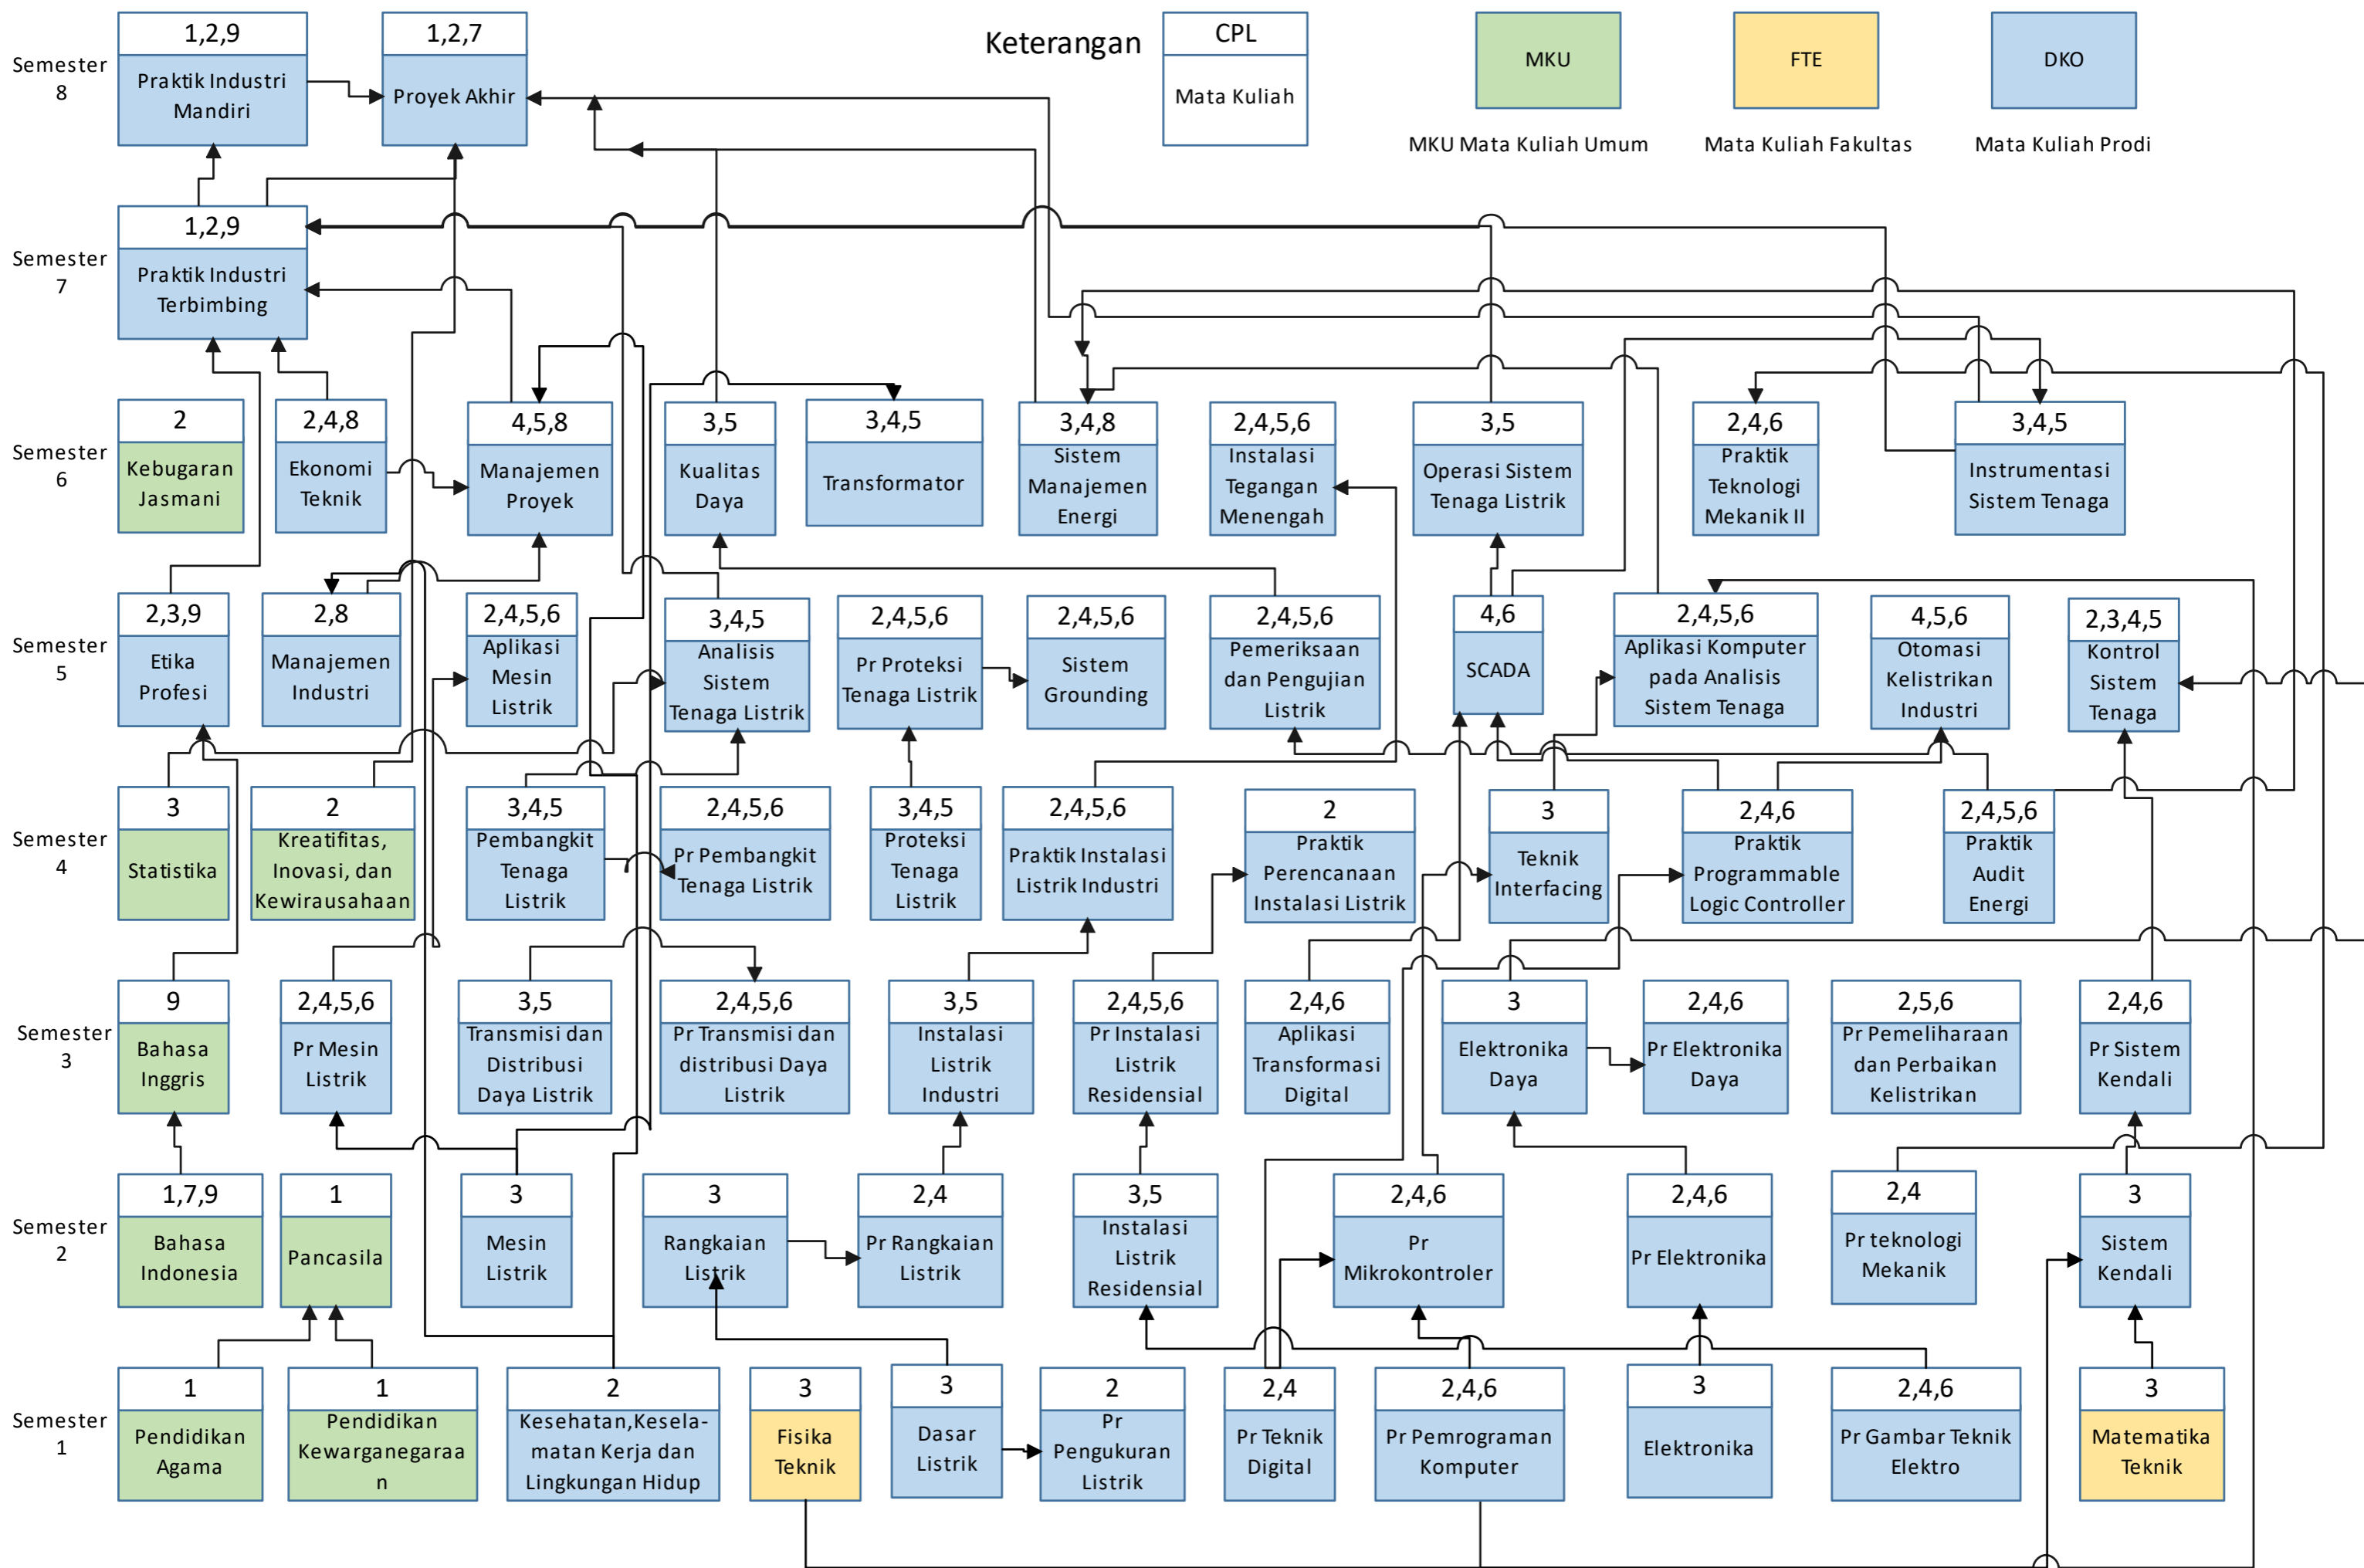 Semester
8
1,2,9
Praktik Industri
Mandiri
1,2,7
Proyek Akhir
Keterangan
CPL
Mata Kuliah
MKU
MKU Mata Kuliah Umum
FTE
Mata Kuliah Fakultas
DKO
Mata Kuliah Prodi
Semester
7
1,2,9
Praktik Industri
Terbimbing
Semester
6
2
Kebugaran
Jasmani
2,4,8
Ekonomi
Teknik
4,5,8
Manajemen
Proyek
3,5
Kualitas
Daya
3,4,5
Transformator
3,4,8
Sistem
Manajemen
Energi
2,4,5,6
Instalasi
Tegangan
Menengah
3,5
Operasi Sistem
Tenaga Listrik
2,4,6
Praktik
Teknologi
Mekanik II
3,4,5
Instrumentasi
Sistem Tenaga
Semester
5
2,3,9
Etika
Profesi
2,8
Manajemen
Industri
2,4,5,6
Aplikasi
Mesin
Listrik
3,4,5
Analisis
Sistem
Tenaga Listrik
2,4,5,6
Pr Proteksi
Tenaga Listrik
2,4,5,6
Sistem
Grounding
2,4,5,6
Pemeriksaan
dan Pengujian
Listrik
4,6
SCADA
2,4,5,6
Aplikasi Komputer
pada Analisis
Sistem Tenaga
4,5,6
Otomasi
Kelistrikan
Industri
2,3,4,5
Kontrol
Sistem
Tenaga
Semester
4
3
Statistika
2
Kreatifitas,
Inovasi, dan
Kewirausahaan
3,4,5
Pembangkit
Tenaga
Listrik
2,4,5,6
Pr Pembangkit
Tenaga Listrik
3,4,5
Proteksi
Tenaga
Listrik
2,4,5,6
Praktik Instalasi
Listrik Industri
2
Praktik
Perencanaan
Instalasi Listrik
3
Teknik
Interfacing
2,4,6
Praktik
Programmable
Logic Controller
2,4,5,6
Praktik
Audit
Energi
Semester
3
9
Bahasa
Inggris
2,4,5,6
Pr Mesin
Listrik
3,5
Transmisi dan
Distribusi
Daya Listrik
2,4,5,6
Pr Transmisi dan
distribusi Daya
Listrik
3,5
Instalasi
Listrik
Industri
2,4,5,6
Pr Instalasi
Listrik
Residensial
2,4,6
Aplikasi
Transformasi
Digital
3
Elektronika
Daya
2,4,6
Pr Elektronika
Daya
2,5,6
Pr Pemeliharaan
dan Perbaikan
Kelistrikan
2,4,6
Pr Sistem
Kendali
Semester
2
1,7,9
Bahasa
Indonesia
1
Pancasila
3
Mesin
Listrik
3
Rangkaian
Listrik
2,4
Pr Rangkaian
Listrik
3,5
Instalasi
Listrik
Residensial
2,4,6
Pr
Mikrokontroler
2,4,6
Pr Elektronika
2,4
Pr teknologi
Mekanik
3
Sistem
Kendali
Semester
1
1
Pendidikan
Agama
1
Pendidikan
Kewarganegaraa
n
2
Kesehatan,Kesela-
matan Kerja dan
Lingkungan Hidup
3
Fisika
Teknik
3
Dasar
Listrik
2
Pr
Pengukuran
Listrik
2,4
Pr Teknik
Digital
2,4,6
Pr Pemrograman
Komputer
3
Elektronika
2,4,6
Pr Gambar Teknik
Elektro
3
Matematika
Teknik